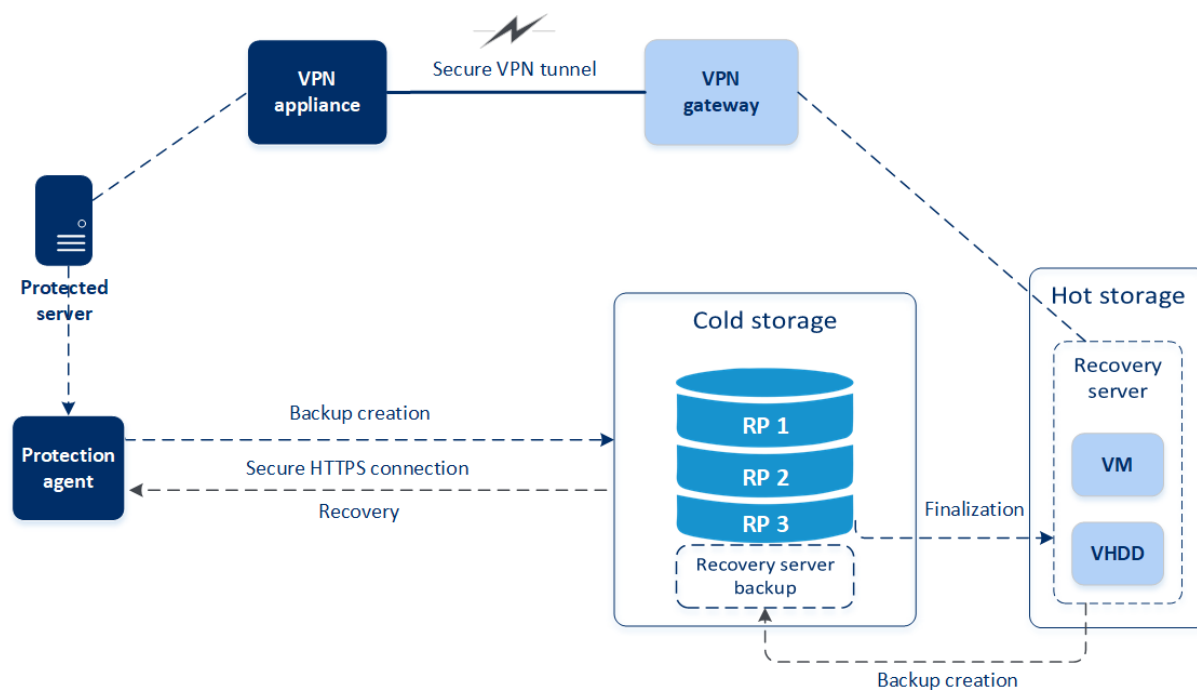 Secure VPN tunnel
VPN
appliance
VPN
gateway
Protected
server
Hot storage
Cold storage
Recovery
server
Backup creation
RP 1
Protection
agent
Secure HTTPS connection
RP 2
VM
Recovery
RP 3
Finalization
VHDD
Recovery server
backup
Backup creation